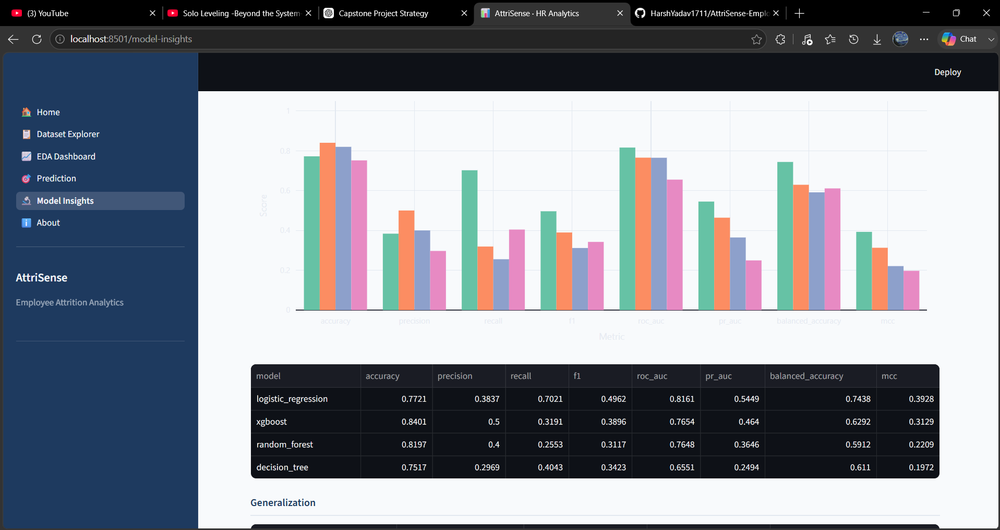 (3) YouTube
Solo Leveling -Beyond the System-
Capstone Project Strategy
AttriSense · HR Analytics
HarshYadav1711/AttriSense-Emplo
localhost:8501/model-insights
Chat
Deploy
Home
Dataset Explorer
EDA Dashboard
Prediction
Model Insights
About
AttriSense
Employee Attrition Analytics
1
0.8
0.6
0.4
0.2
0
Score
accuracy precision recall f1 roc_auc pr_auc balanced_accuracy mcc
Metric
model accuracy precision recall f1 roc_auc pr_auc balanced_accuracy mcc
logistic_regression 0.7721 0.3837 0.7021 0.4962 0.8161 0.5449 0.7438 0.3928
xgboost 0.8401 0.5 0.3191 0.3896 0.7654 0.464 0.6292 0.3129
random_forest 0.8197 0.4 0.2553 0.3117 0.7648 0.3646 0.5912 0.2209
decision_tree 0.7517 0.2969 0.4043 0.3423 0.6551 0.2494 0.611 0.1972
Generalization